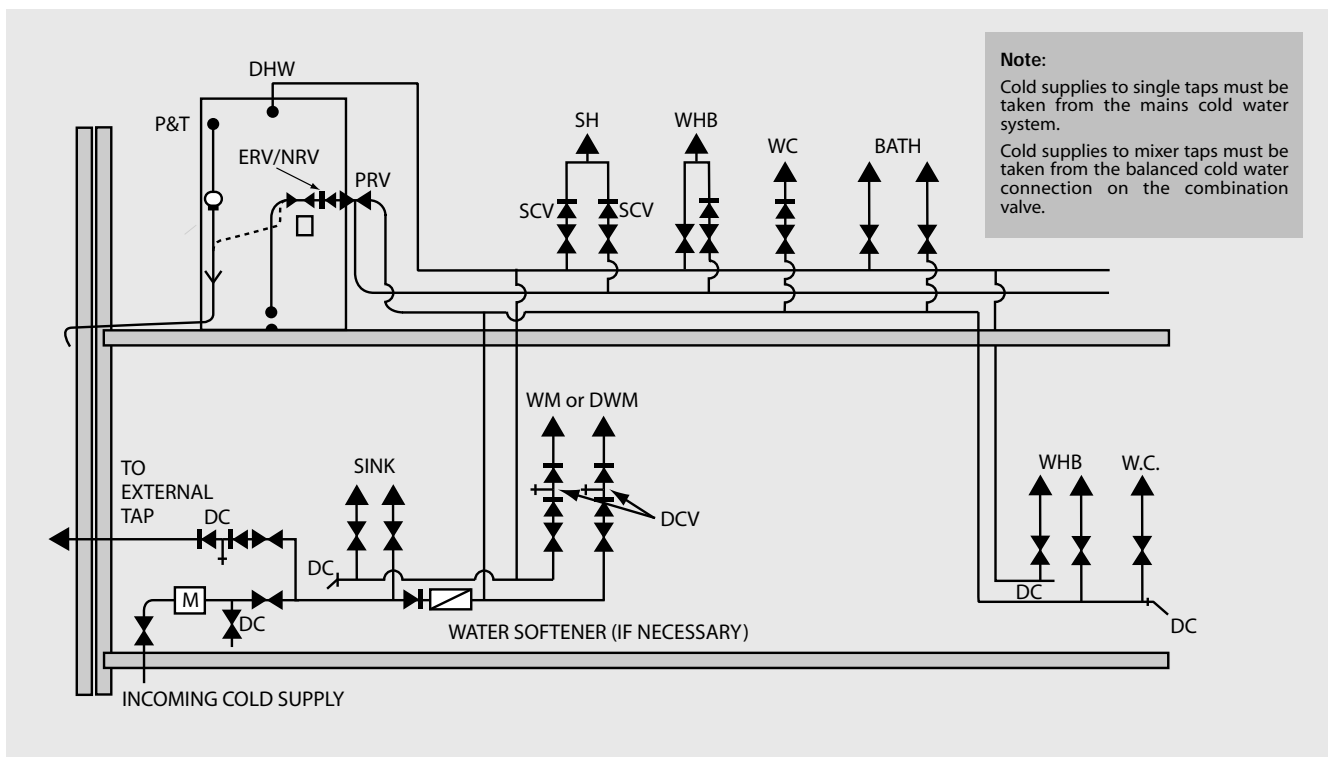 Note:
Cold supplies to single taps must be
taken from the mains cold water
system.
Cold supplies to mixer taps must be
taken from the balanced cold water
connection on the combination
valve.
DHW
P&T
ERV/NRV
PRV
SH
WHB
WC
BATH
SCV
SCV
WM or DWM
TO
EXTERNAL
TAP
DC
SINK
DCV
WHB
W.C.
DC
M
DC
DC
DC
WATER SOFTENER (IF NECESSARY)
INCOMING COLD SUPPLY